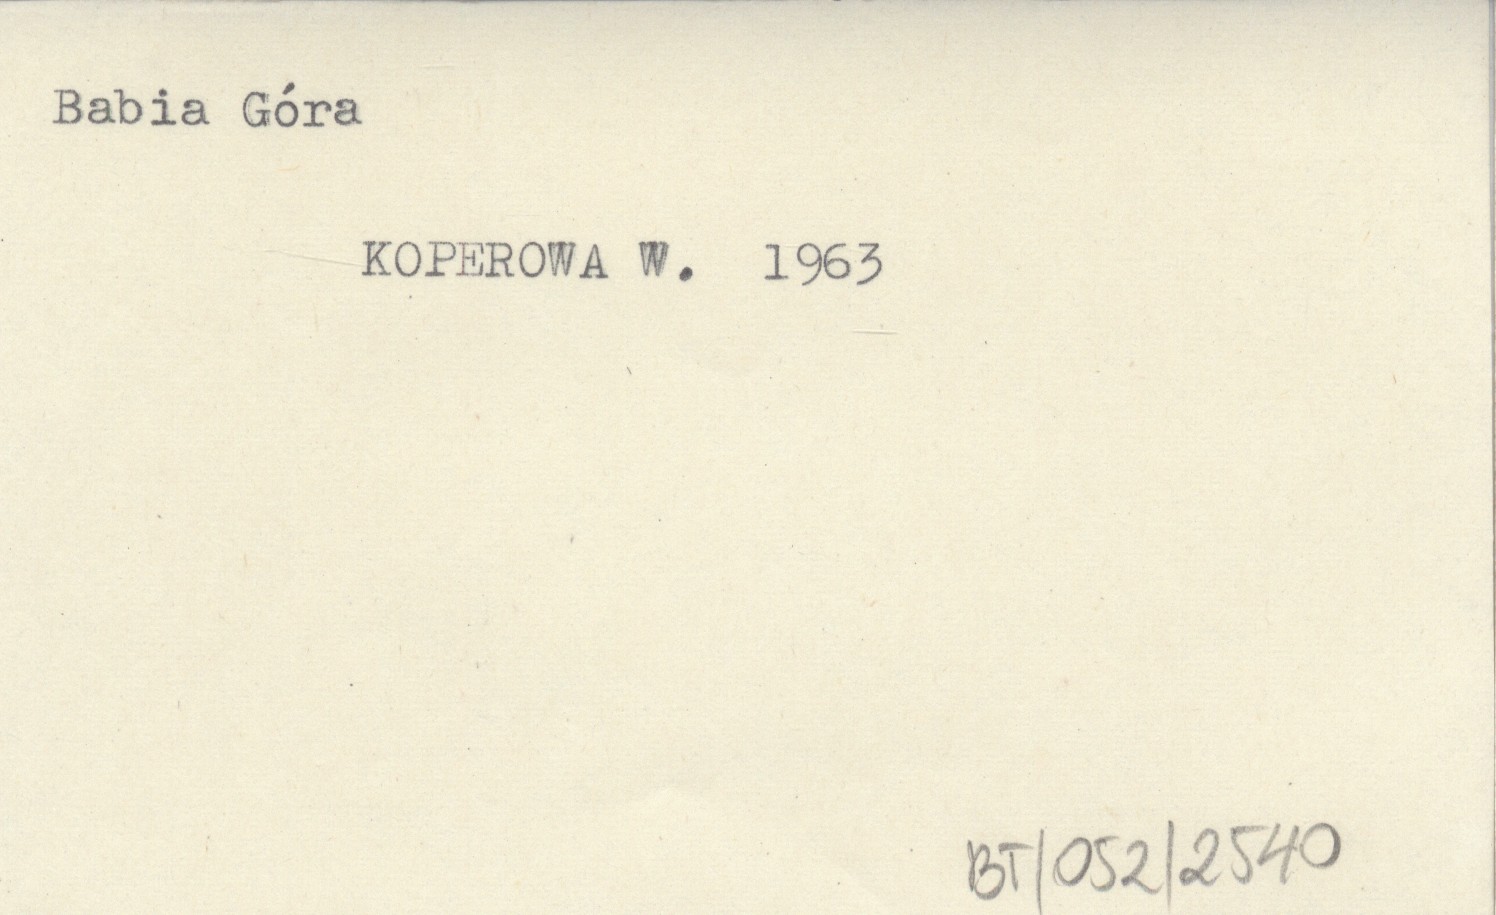 Babia Góra
KOPEROWA W. 1963
BT/052/2540